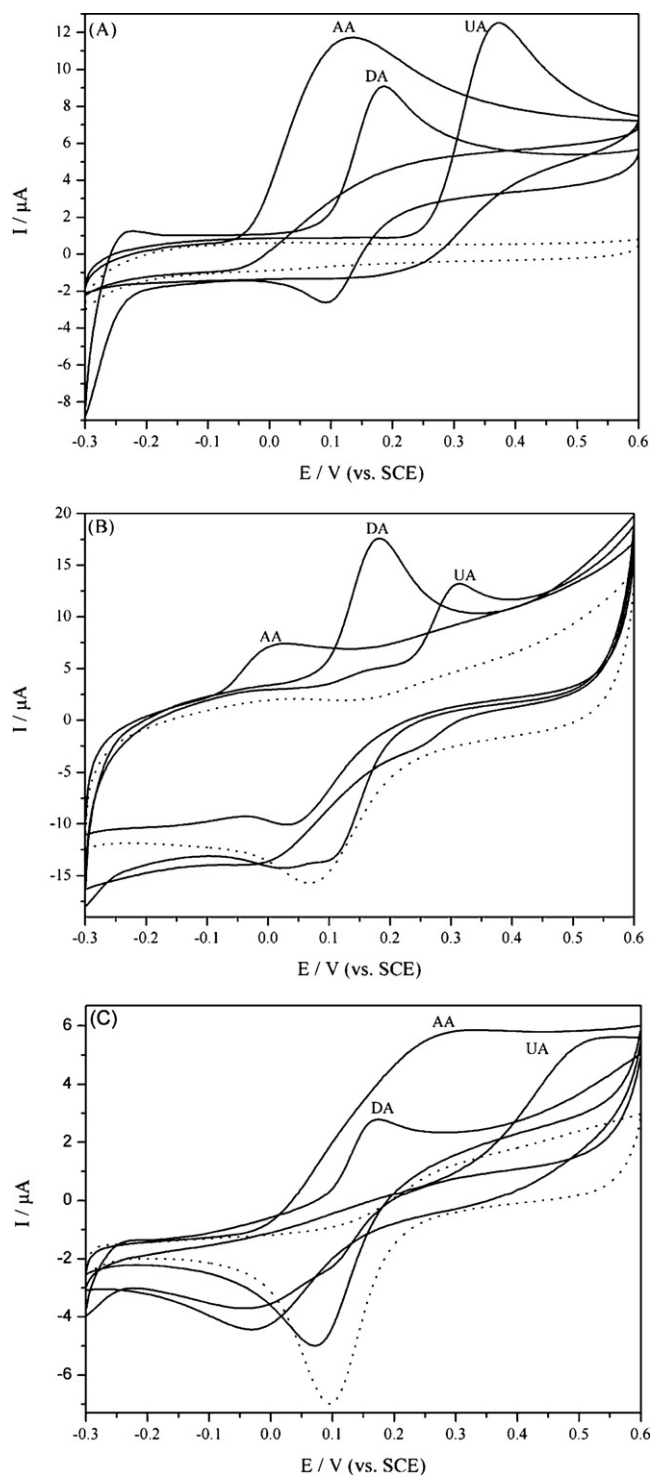 (A)
AA
UA
DA
12
10
8
6
4
2
0
-2
-4
-6
-8
I / µA
-0.3 -0.2 -0.1 0.0 0.1 0.2 0.3 0.4 0.5 0.6
E / V (vs. SCE)
(B)
DA
UA
AA
20
15
10
5
0
-5
-10
-15
I / µA
-0.3 -0.2 -0.1 0.0 0.1 0.2 0.3 0.4 0.5 0.6
E / V (vs. SCE)
(C)
AA
UA
DA
6
4
2
0
-2
-4
-6
I / µA
-0.3 -0.2 -0.1 0.0 0.1 0.2 0.3 0.4 0.5 0.6
E / V (vs. SCE)